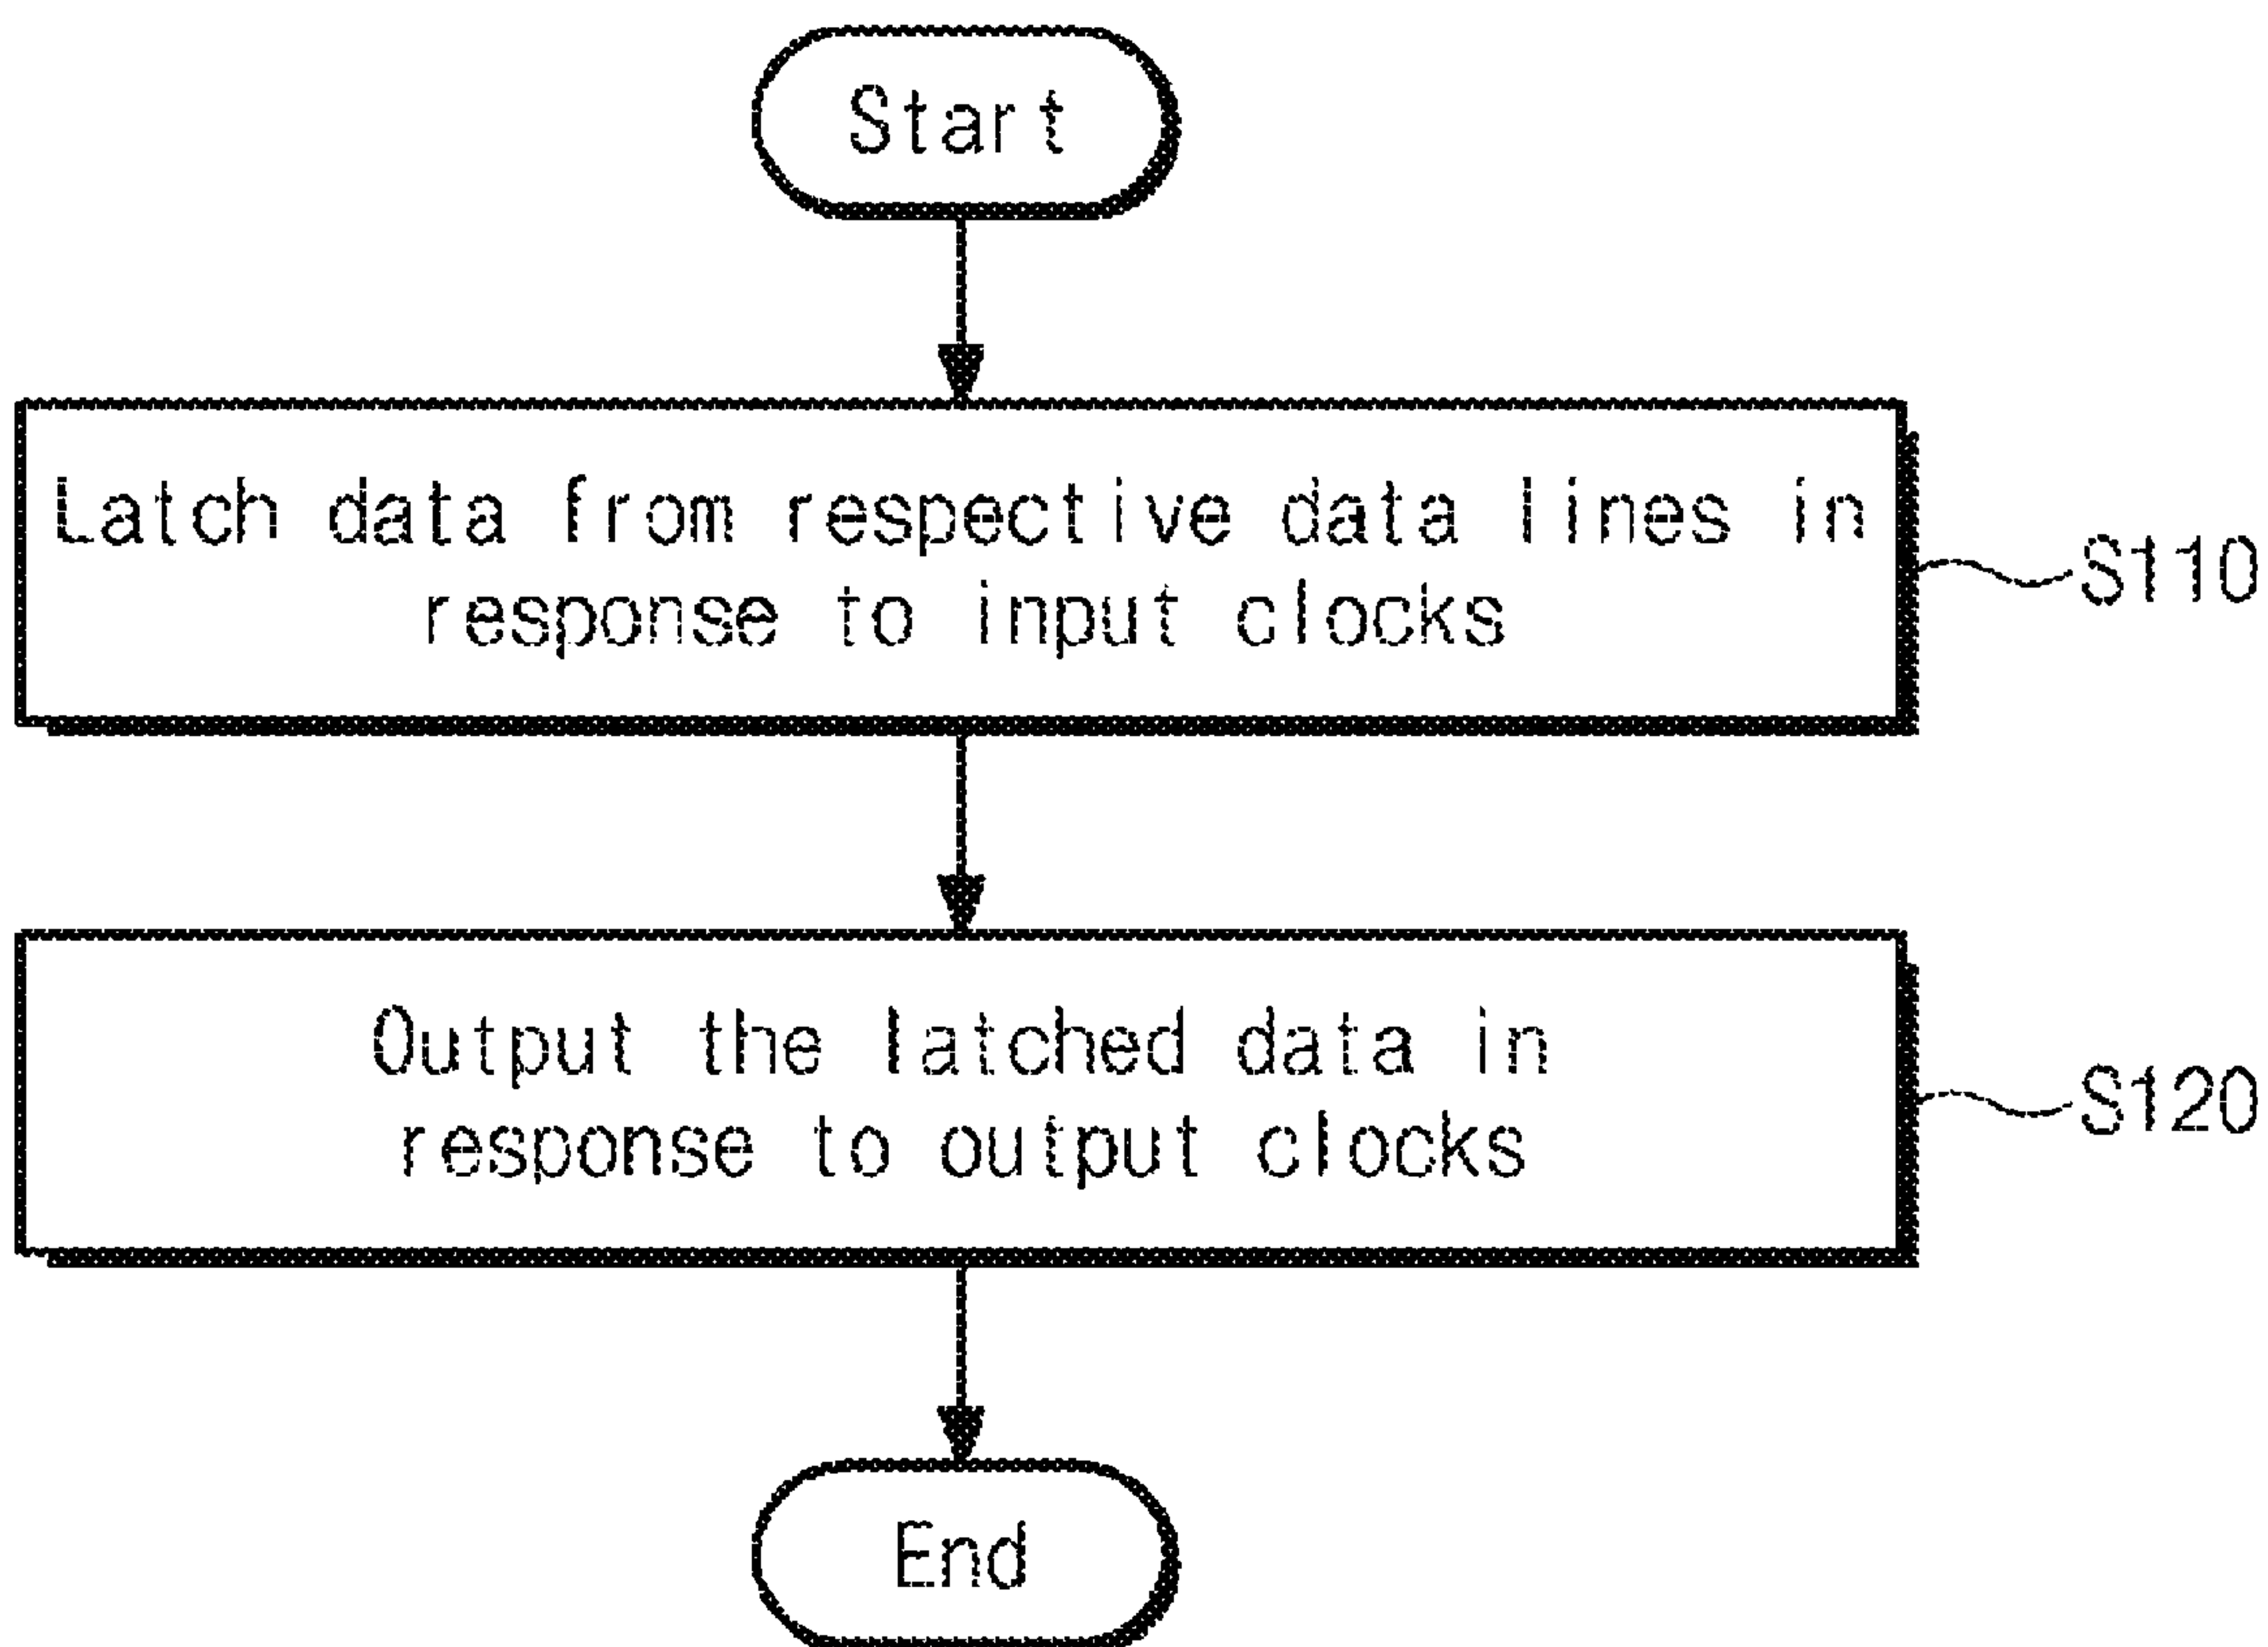 Start
Latch data from respective data lines in
response to input clocks
S110
Output the latched data in
response to output clocks
S120
End